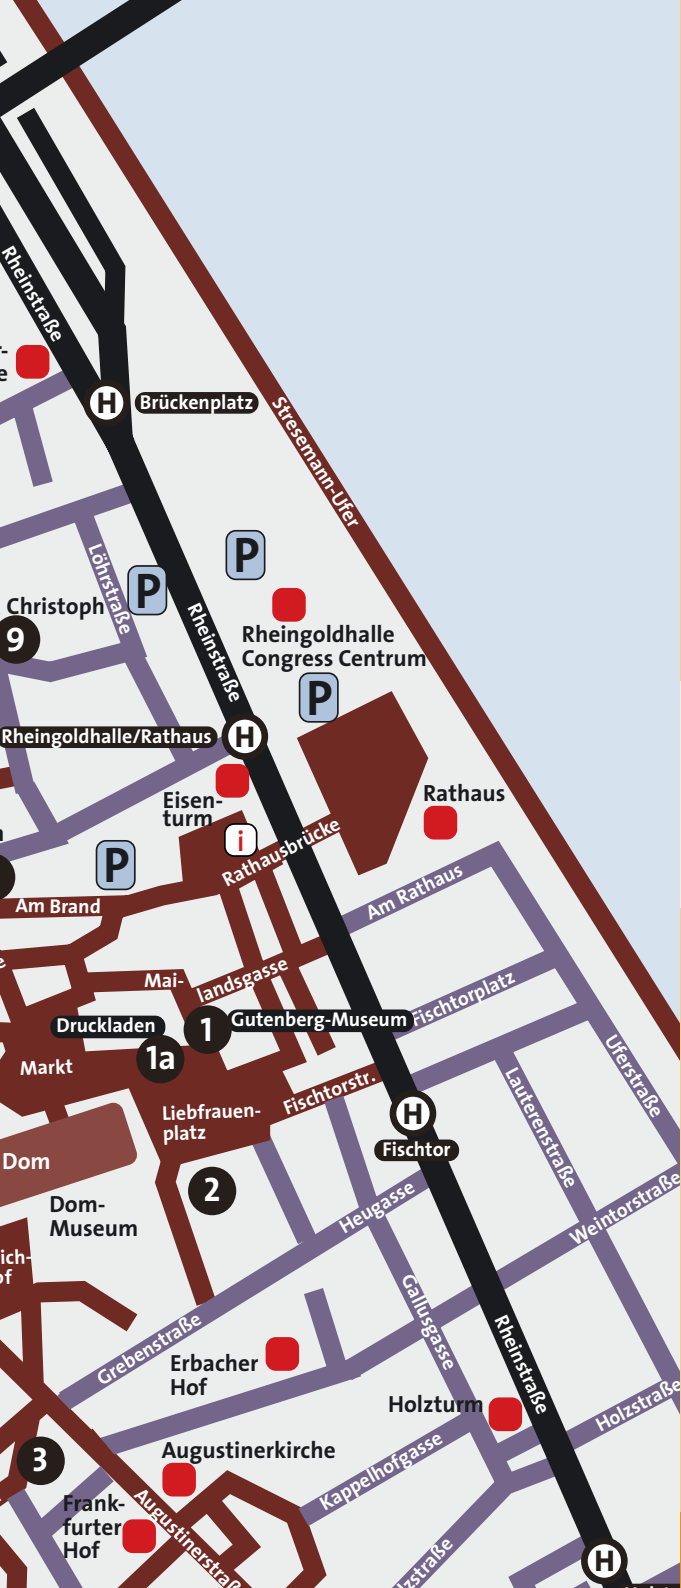 Rheinstraße
H
Brückenplatz
Stresemann-Ufer
P
Löhrstraße
P
Christoph
9
Rheinstraße
Rheingoldhalle
Congress Centrum
P
Rheingoldhalle/Rathaus
H
Eisen-
turm
Rathaus
i
Rathausbrücke
P
Am Brand
Am Rathaus
Mai-
landsgasse
Fischtorplatz
Druckladen
1
Gutenberg-Museum
1a
Markt
Fischtorstr.
Uferstraße
Lauterenstraße
Liebfrauen-
platz
H
Fischtor
Dom
2
Dom-
Museum
Heugasse
Weintorstraße
Gallusgasse
Grebenstraße
Rheinstraße
Erbacher
Hof
Holzturm
Holzstraße
Augustinerkirche
Kappelhofgasse
3
Frank-
furter
Hof
Augustinerstraß
zstraße
H